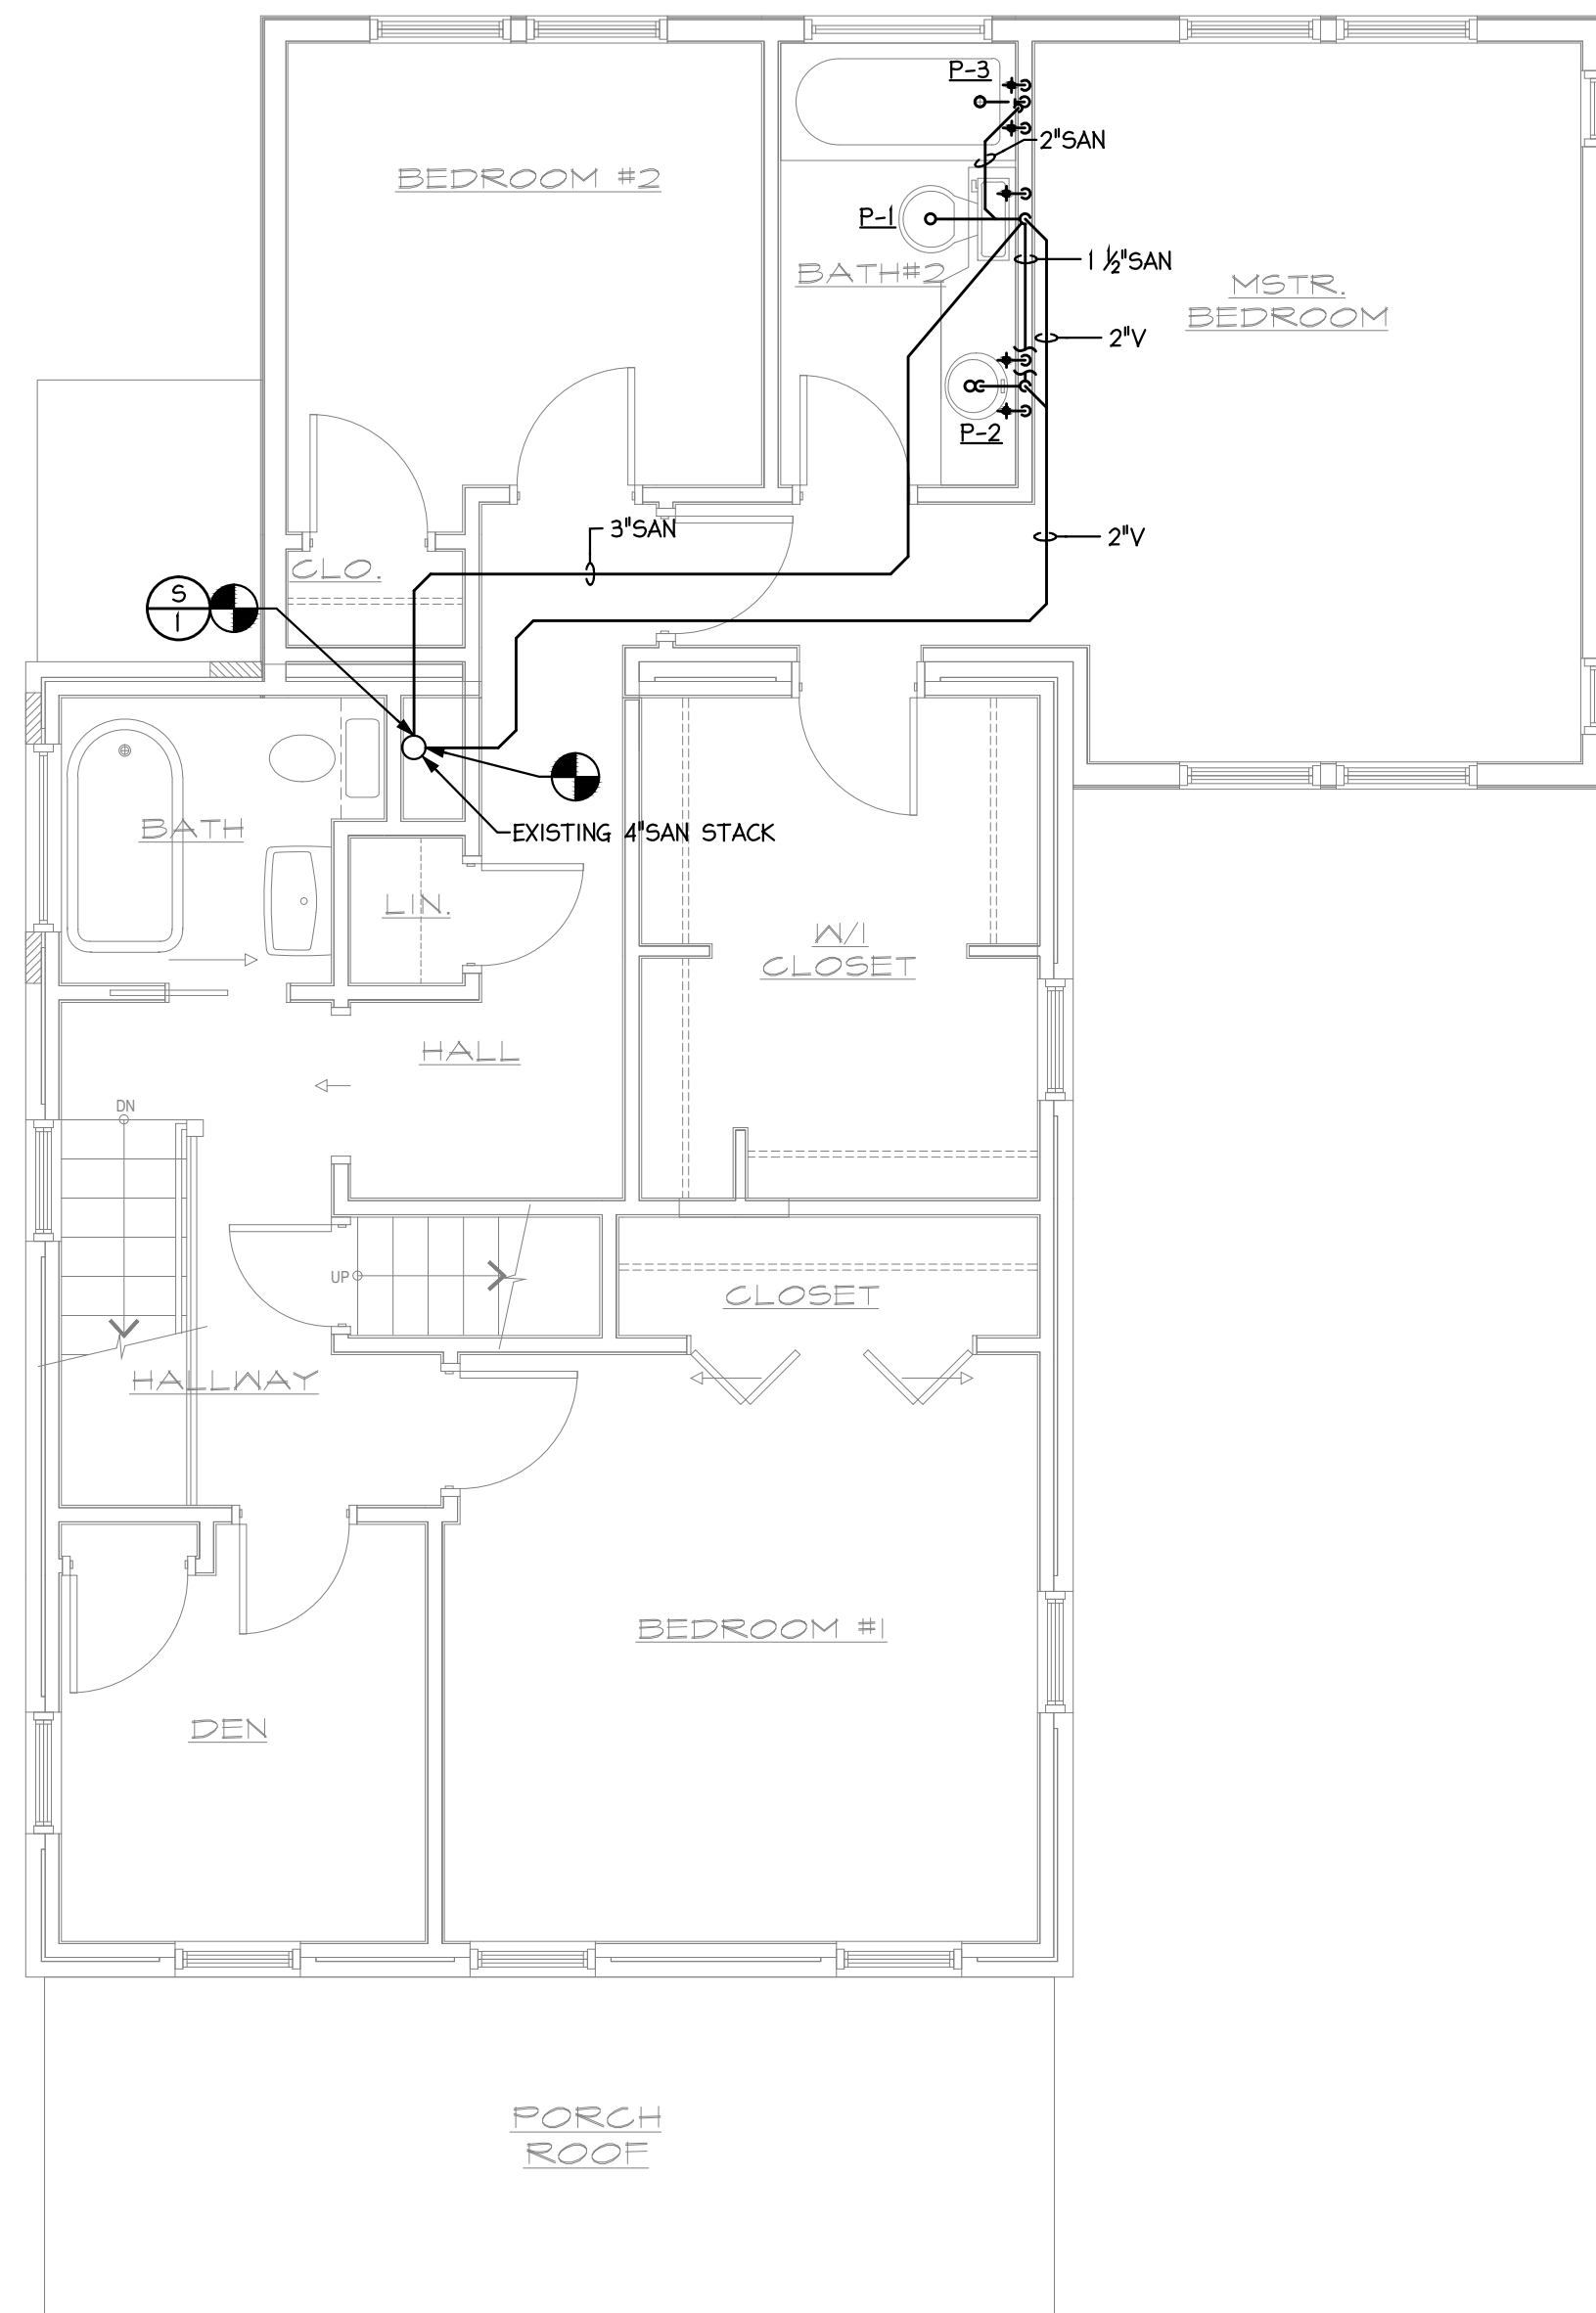 P-3
2"SAN
BEDROOM #2
P-1
1 ½"SAN
BATH#2
MSTR.
BEDROOM
2"V
P-2
3"SAN
2"V
CLO.
S
1
EXISTING 4"SAN STACK
BATH
LIN.
W/I
CLOSET
HALL
DN
UP
CLOSET
HALLWAY
BEDROOM #1
DEN
PORCH
ROOF